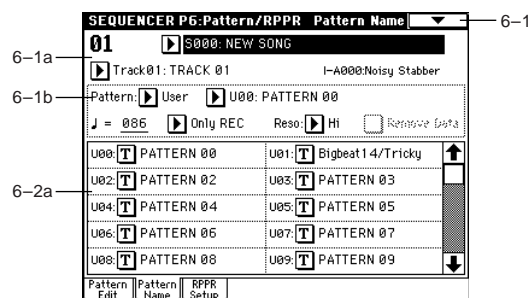 SEQUENCER P6:Pattern/RPPR Pattern Name
6–1
01 S000: NEW SONG
6–1a
Track01: TRACK 01 I–A000:Noisy Stabber
6–1b
Pattern: User U00: PATTERN 00
♩ = 086 Only REC Reso: Hi Remove Data
U00: T PATTERN 00 U01: T Bigbeat14/Tricky
6–2a
U02: T PATTERN 02 U03: T PATTERN 03
U04: T PATTERN 04 U05: T PATTERN 05
U06: T PATTERN 06 U07: T PATTERN 07
U08: T PATTERN 08 U09: T PATTERN 09
Pattern Edit Pattern Name RPPR Setup